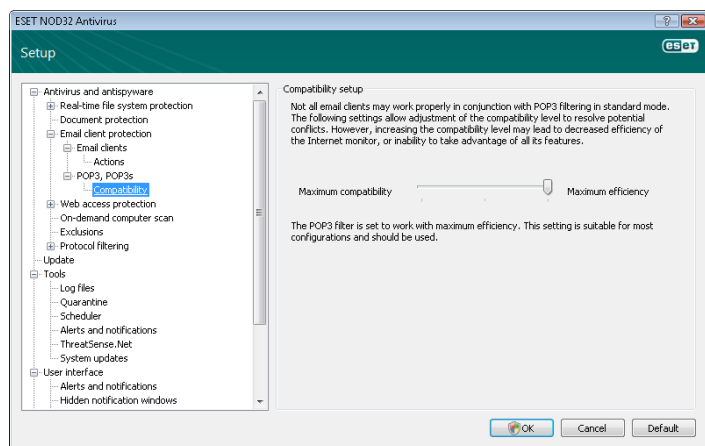 ESET NOD32 Antivirus
Setup
eset
Antivirus and antispyware
Real-time file system protection
Document protection
Email client protection
Email clients
Actions
POP3, POP3s
Compatibility
Web access protection
On-demand computer scan
Exclusions
Protocol filtering
Update
Tools
Log files
Quarantine
Scheduler
Alerts and notifications
ThreatSense.Net
System updates
User interface
Alerts and notifications
Hidden notification windows
Compatibility setup
Not all email clients may work properly in conjunction with POP3 filtering in standard mode.
The following settings allow adjustment of the compatibility level to resolve potential
conflicts. However, increasing the compatibility level may lead to decreased efficiency of
the Internet monitor, or inability to take advantage of all its features.
Maximum compatibility
Maximum efficiency
The POP3 filter is set to work with maximum efficiency. This setting is suitable for most
configurations and should be used.
OK
Cancel
Default